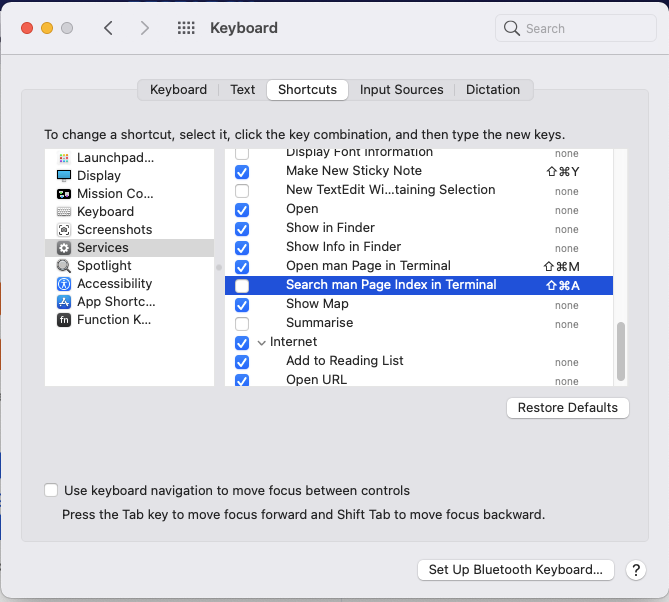 Keyboard
Search
Keyboard Text Shortcuts Input Sources Dictation
To change a shortcut, select it, click the key combination, and then type the new keys.
Launchpad...
Display
Mission Co...
Keyboard
Screenshots
Services
Spotlight
Accessibility
App Shortc...
fn Function K...
Display Font Information none
Make New Sticky Note ⇧⌘Y
New TextEdit Wi...taining Selection none
Open none
Show in Finder none
Show Info in Finder none
Open man Page in Terminal ⇧⌘M
Search man Page Index in Terminal ⇧⌘A
Show Map none
Summarise none
Internet
Add to Reading List none
Open URL none
Restore Defaults
Use keyboard navigation to move focus between controls
Press the Tab key to move focus forward and Shift Tab to move focus backward.
Set Up Bluetooth Keyboard... ?